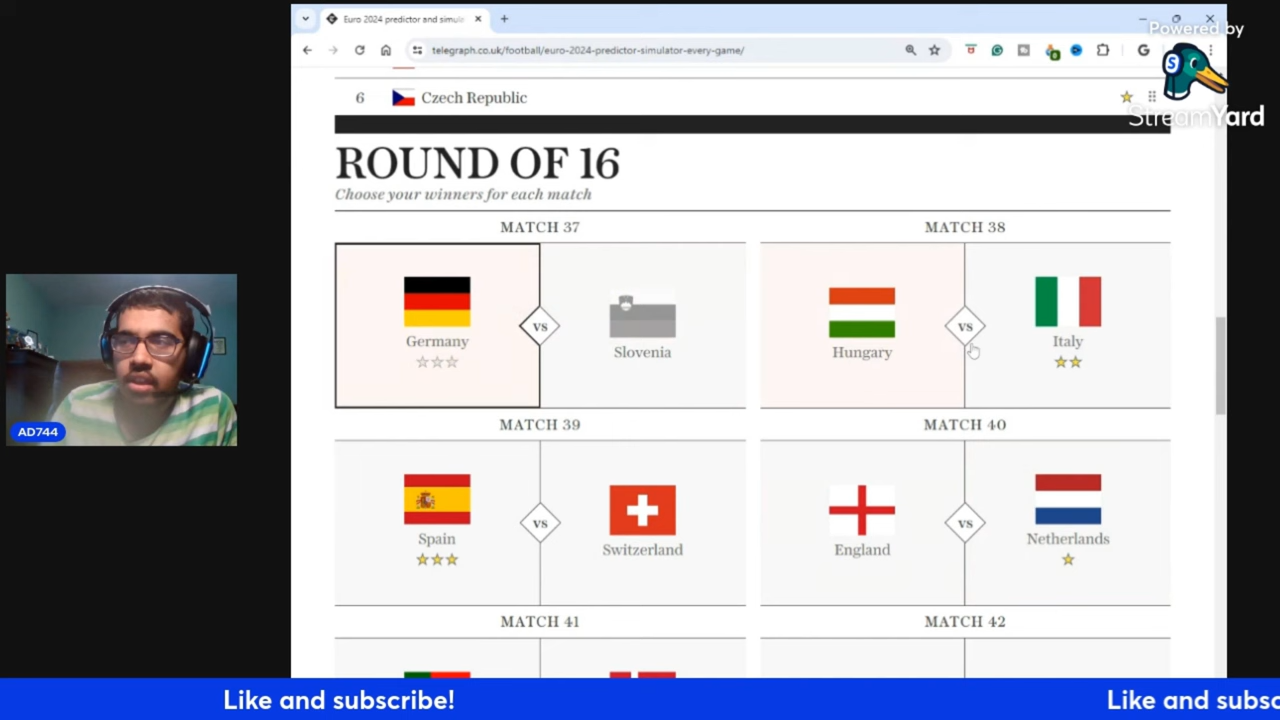 Euro 2024 predictor and simula
Powered by
telegraph.co.uk/football/euro-2024-predictor-simulator-every-game/
S
StreamYard
6 Czech Republic
ROUND OF 16
Choose your winners for each match
MATCH 37
MATCH 38
Germany
VS
Slovenia
Hungary
VS
Italy
MATCH 39
MATCH 40
Spain
VS
Switzerland
England
VS
Netherlands
MATCH 41
MATCH 42
AD744
Like and subscribe!
Like and subsc